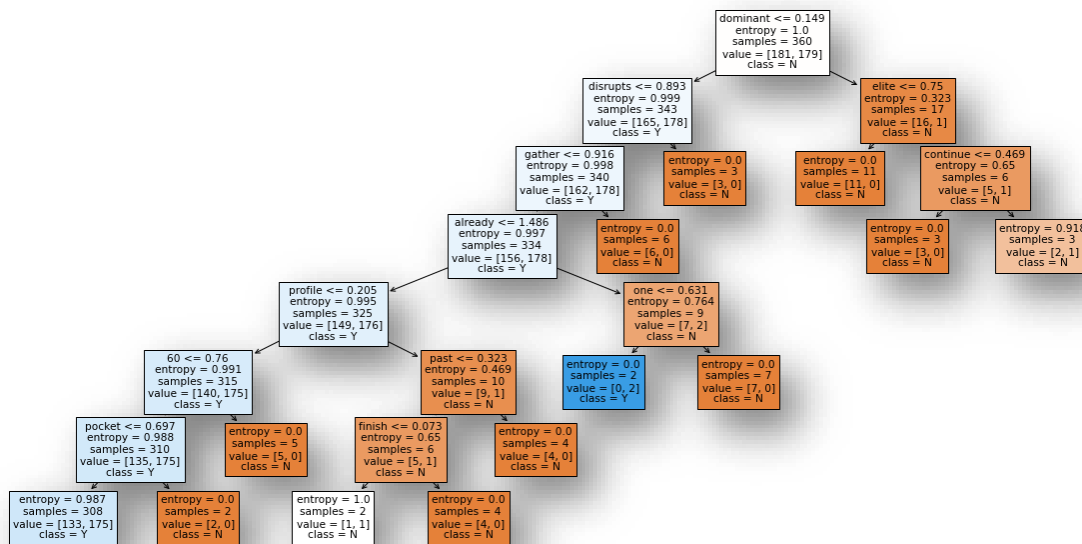 dominant <= 0.149
entropy = 1.0
samples = 360
value = [181, 179]
class = N
disrupts <= 0.893
entropy = 0.999
samples = 343
value = [165, 178]
class = Y
elite <= 0.75
entropy = 0.323
samples = 17
value = [16, 1]
class = N
gather <= 0.916
entropy = 0.998
samples = 340
value = [162, 178]
class = Y
entropy = 0.0
samples = 3
value = [3, 0]
class = N
entropy = 0.0
samples = 11
value = [11, 0]
class = N
continue <= 0.469
entropy = 0.65
samples = 6
value = [5, 1]
class = N
already <= 1.486
entropy = 0.997
samples = 334
value = [156, 178]
class = Y
entropy = 0.0
samples = 6
value = [6, 0]
class = N
entropy = 0.0
samples = 3
value = [3, 0]
class = N
entropy = 0.918
samples = 3
value = [2, 1]
class = N
profile <= 0.205
entropy = 0.995
samples = 325
value = [149, 176]
class = Y
one <= 0.631
entropy = 0.764
samples = 9
value = [7, 2]
class = N
60 <= 0.76
entropy = 0.991
samples = 315
value = [140, 175]
class = Y
past <= 0.323
entropy = 0.469
samples = 10
value = [9, 1]
class = N
entropy = 0.0
samples = 2
value = [0, 2]
class = Y
entropy = 0.0
samples = 7
value = [7, 0]
class = N
pocket <= 0.697
entropy = 0.988
samples = 310
value = [135, 175]
class = Y
entropy = 0.0
samples = 5
value = [5, 0]
class = N
finish <= 0.073
entropy = 0.65
samples = 6
value = [5, 1]
class = N
entropy = 0.0
samples = 4
value = [4, 0]
class = N
entropy = 0.987
samples = 308
value = [133, 175]
class = Y
entropy = 0.0
samples = 2
value = [2, 0]
class = N
entropy = 1.0
samples = 2
value = [1, 1]
class = N
entropy = 0.0
samples = 4
value = [4, 0]
class = N